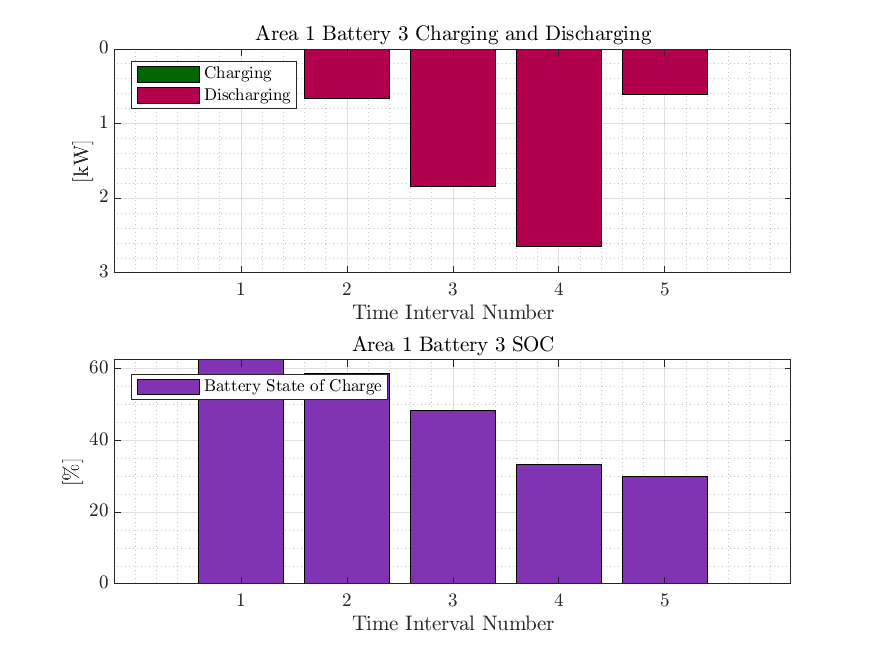 Area 1 Battery 3 Charging and Discharging
0
1
2
3
[kW]
Charging
Discharging
1 2 3 4 5
Time Interval Number
Area 1 Battery 3 SOC
60
40
20
0
[%]
Battery State of Charge
1 2 3 4 5
Time Interval Number